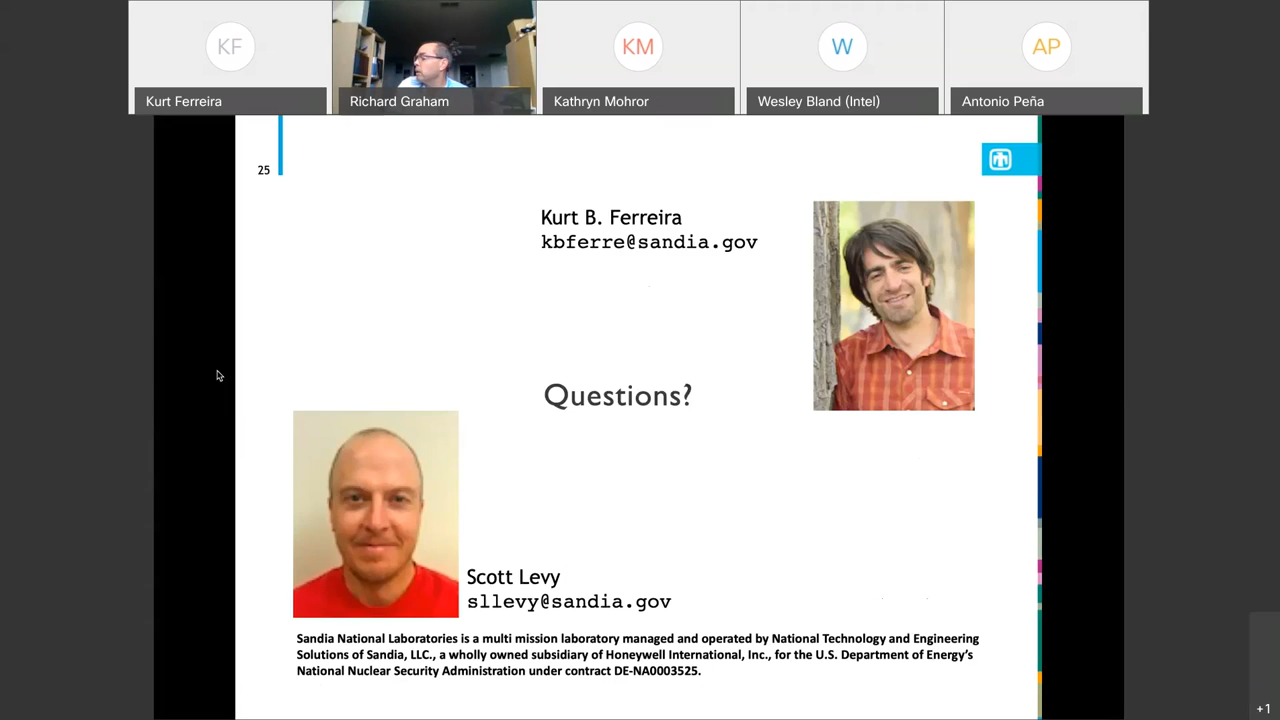 KF
KM
W
AP
Kurt Ferreira
Richard Graham
Kathryn Mohror
Wesley Bland (Intel)
Antonio Peña
25
Kurt B. Ferreira
kbferre@sandia.gov
Questions?
Scott Levy
sllevy@sandia.gov
Sandia National Laboratories is a multi mission laboratory managed and operated by National Technology and Engineering
Solutions of Sandia, LLC., a wholly owned subsidiary of Honeywell International, Inc., for the U.S. Department of Energy’s
National Nuclear Security Administration under contract DE-NA0003525.
+1